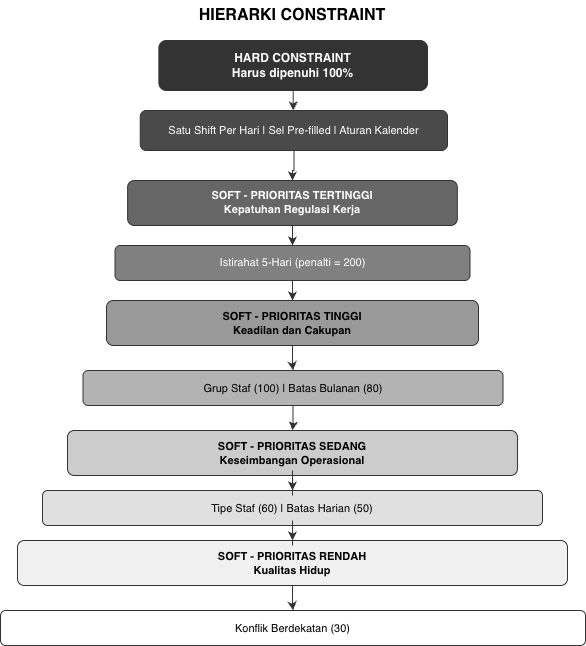 HIERARKI CONSTRAINT
HARD CONSTRAINT
Harus dipenuhi 100%
Satu Shift Per Hari | Sel Pre-filled | Aturan Kalender
SOFT - PRIORITAS TERTINGGI
Kepatuhan Regulasi Kerja
Istirahat 5-Hari (penalti = 200)
SOFT - PRIORITAS TINGGI
Keadilan dan Cakupan
Grup Staf (100) | Batas Bulanan (80)
SOFT - PRIORITAS SEDANG
Keseimbangan Operasional
Tipe Staf (60) | Batas Harian (50)
SOFT - PRIORITAS RENDAH
Kualitas Hidup
Konflik Berdekatan (30)